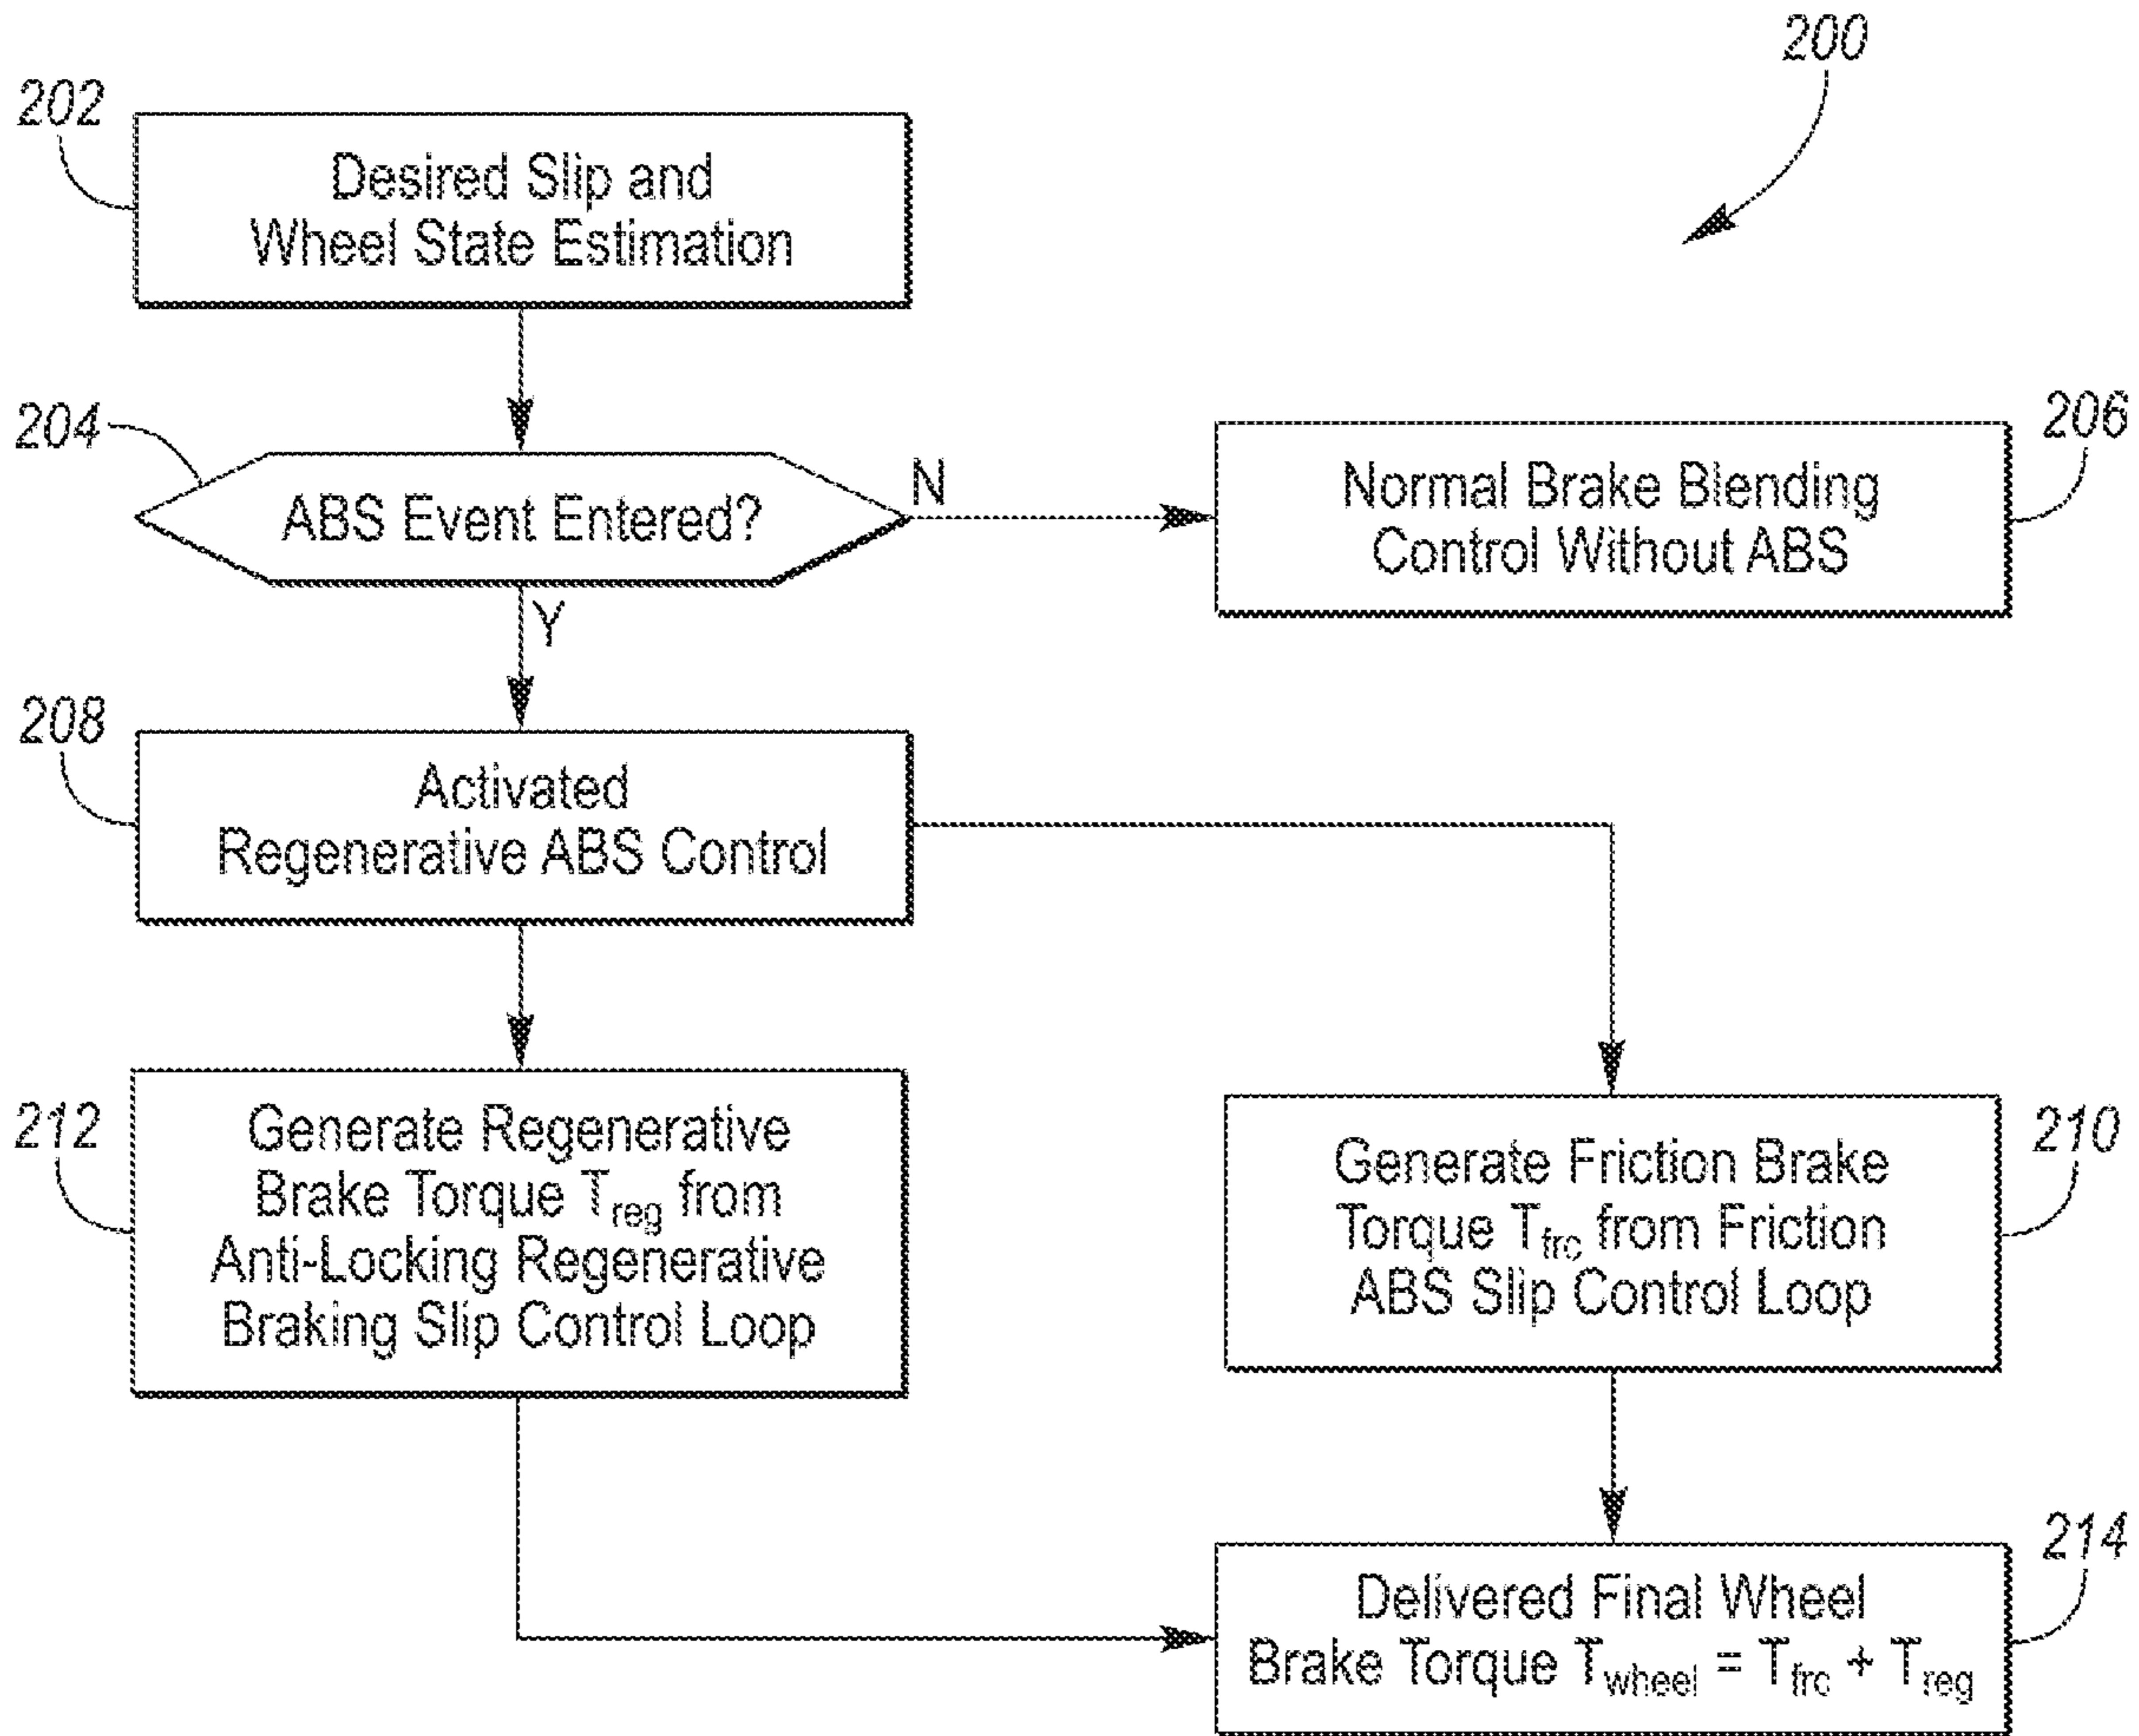 200
202
Desired Slip and
Wheel State Estimation
204
ABS Event Entered?
N
206
Normal Brake Blending
Control Without ABS
Y
208
Activated
Regenerative ABS Control
212
Generate Regenerative
Brake Torque Treg from
Anti-Locking Regenerative
Braking Slip Control Loop
210
Generate Friction Brake
Torque Tfrc from Friction
ABS Slip Control Loop
214
Delivered Final Wheel
Brake Torque Twheel = Tfrc + Treg